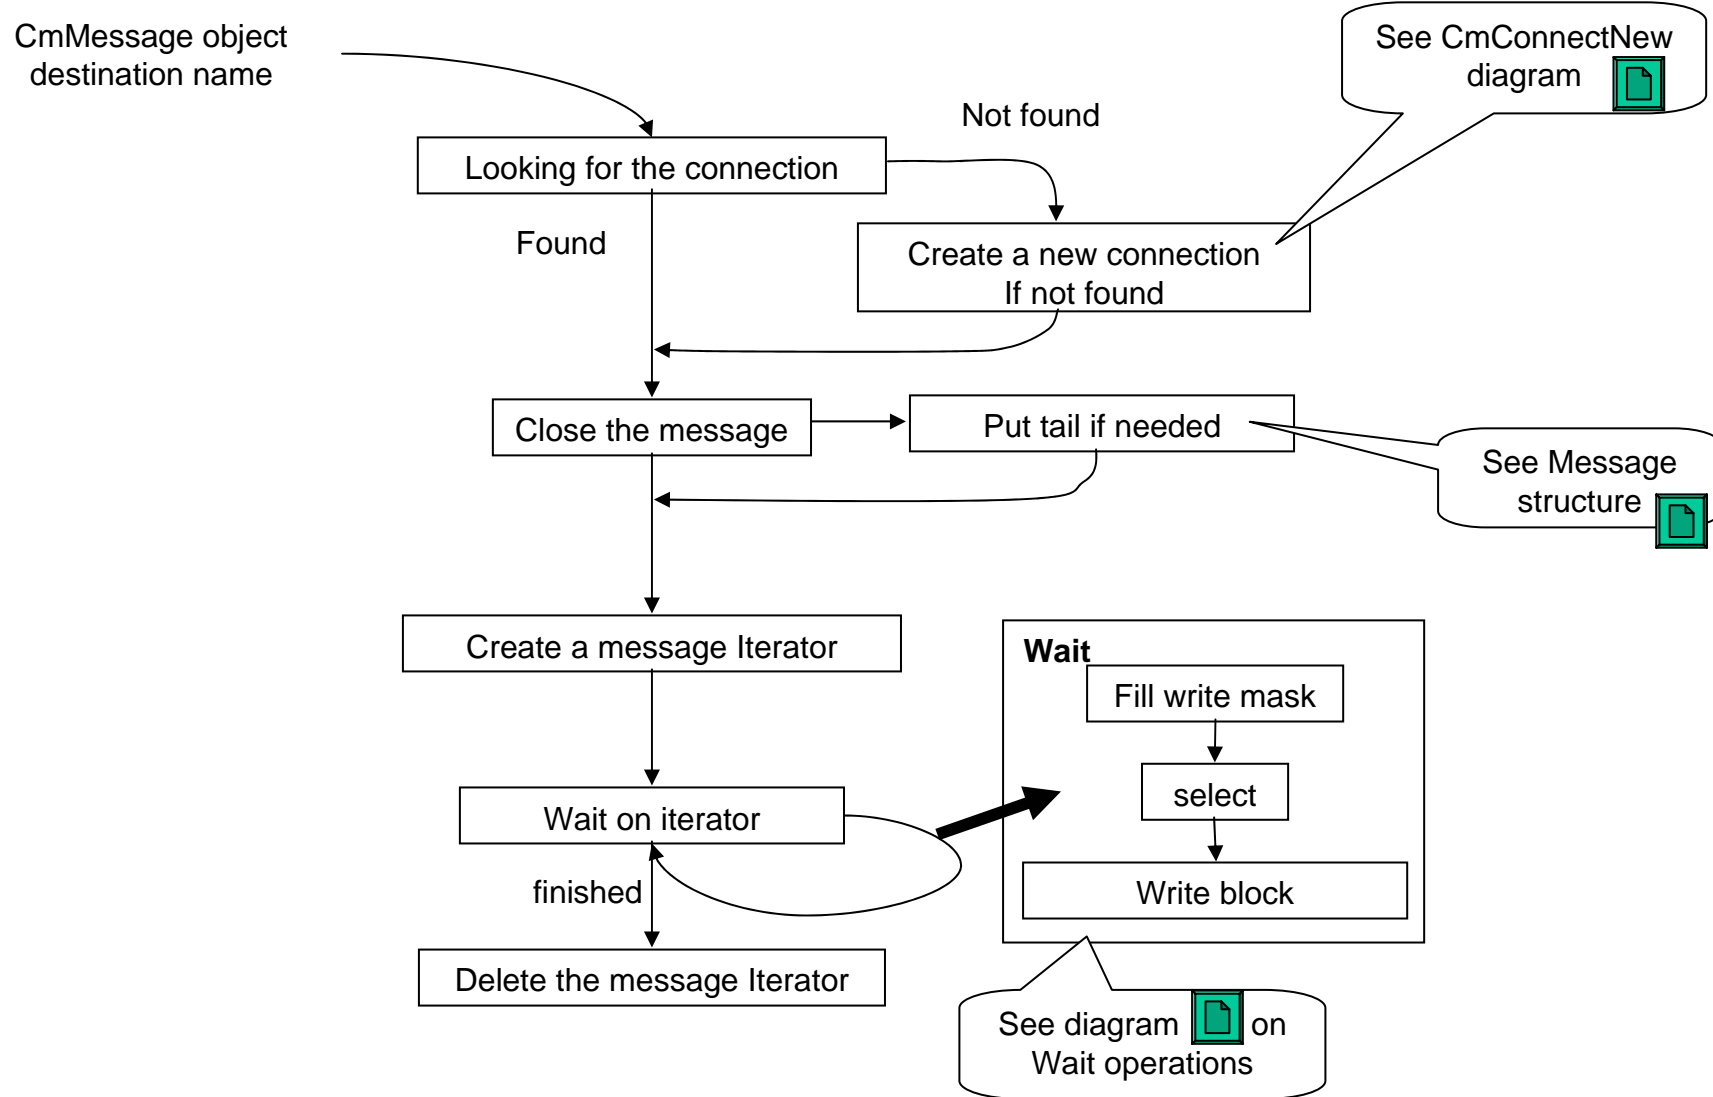 CmMessage object
destination name
See CmConnectNew
diagram
Not found
Looking for the connection
Found
Create a new connection
If not found
Close the message
Put tail if needed
See Message
structure
Create a message Iterator
Wait
Fill write mask
select
Wait on iterator
Write block
finished
Delete the message Iterator
See diagram on
Wait operations